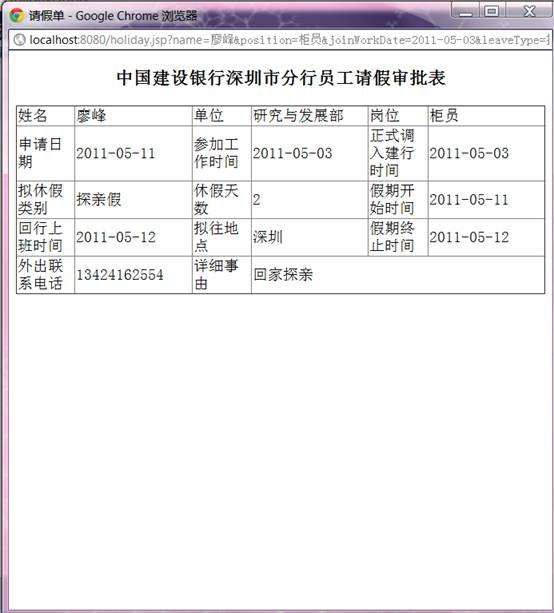 请假单 - Google Chrome 浏览器
localhost:8080/holiday.jsp?name=廖峰&position=柜员&joinWorkDate=2011-05-03&leaveType=
中国建设银行深圳市分行员工请假审批表
姓名 廖峰 单位 研究与发展部 岗位 柜员
申请日期 2011-05-11 参加工作时间 2011-05-03 正式调入建行时间 2011-05-03
拟休假类别 探亲假 休假天数 2 假期开始时间 2011-05-11
回行上班时间 2011-05-12 拟往地点 深圳 假期终止时间 2011-05-12
外出联系电话 13424162554 详细事由 回家探亲